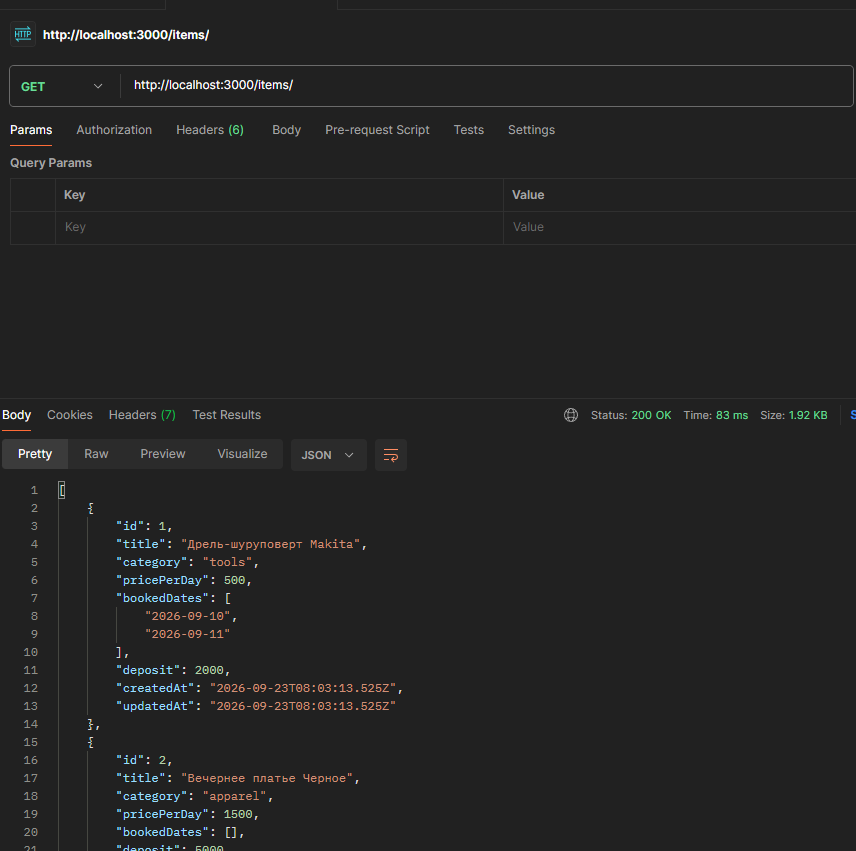 HTTP http://localhost:3000/items/
GET http://localhost:3000/items/
Params Authorization Headers (6) Body Pre-request Script Tests Settings
Query Params
Key Value
Key Value
Body Cookies Headers (7) Test Results Status: 200 OK Time: 83 ms Size: 1.92 KB
Pretty Raw Preview Visualize JSON
1 [
2 {
3 "id": 1,
4 "title": "Дрель-шуруповерт Makita",
5 "category": "tools",
6 "pricePerDay": 500,
7 "bookedDates": [
8 "2026-09-10",
9 "2026-09-11"
10 ],
11 "deposit": 2000,
12 "createdAt": "2026-09-23T08:03:13.525Z",
13 "updatedAt": "2026-09-23T08:03:13.525Z"
14 },
15 {
16 "id": 2,
17 "title": "Вечернее платье Черное",
18 "category": "apparel",
19 "pricePerDay": 1500,
20 "bookedDates": [],
21 "deposit": 5000